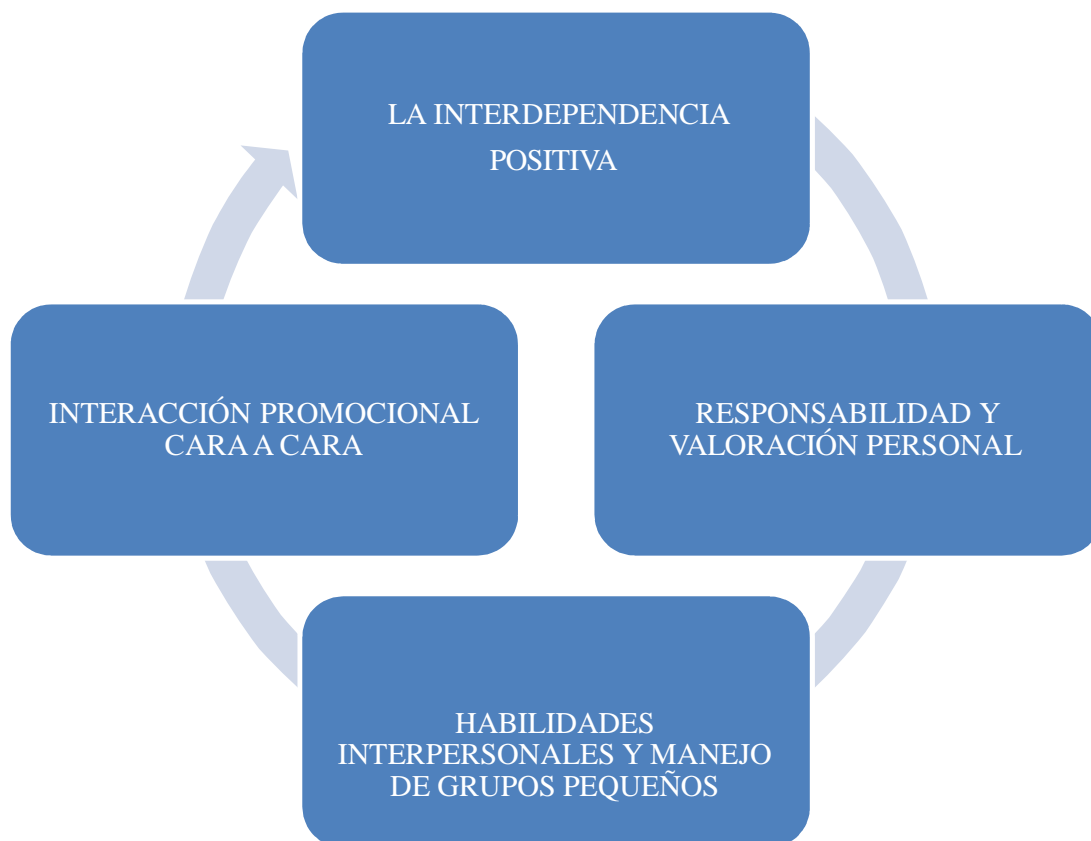 LA INTERDEPENDENCIA
POSITIVA
INTERACCIÓN PROMOCIONAL
CARA A CARA
RESPONSABILIDAD Y
VALORACIÓN PERSONAL
HABILIDADES
INTERPERSONALES Y MANEJO
DE GRUPOS PEQUEÑOS